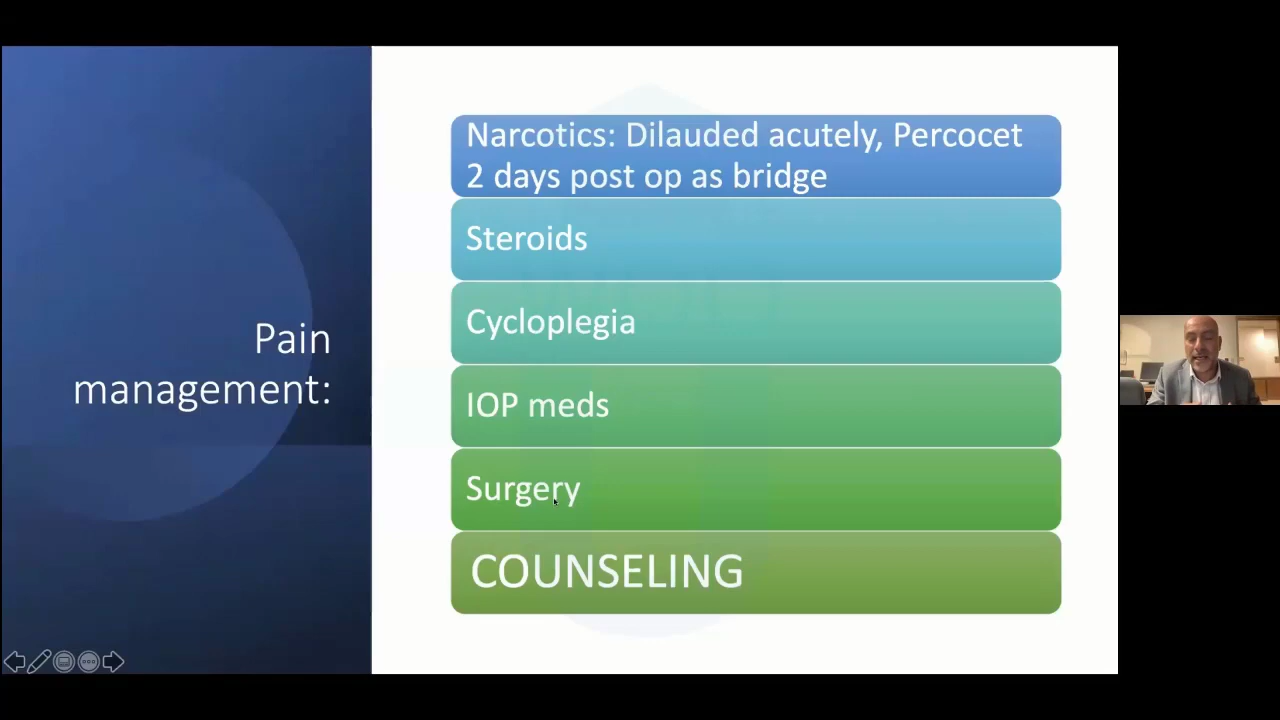 Pain
management:
Narcotics: Dilauded acutely, Percocet
2 days post op as bridge
Steroids
Cycloplegia
IOP meds
Surgery
COUNSELING